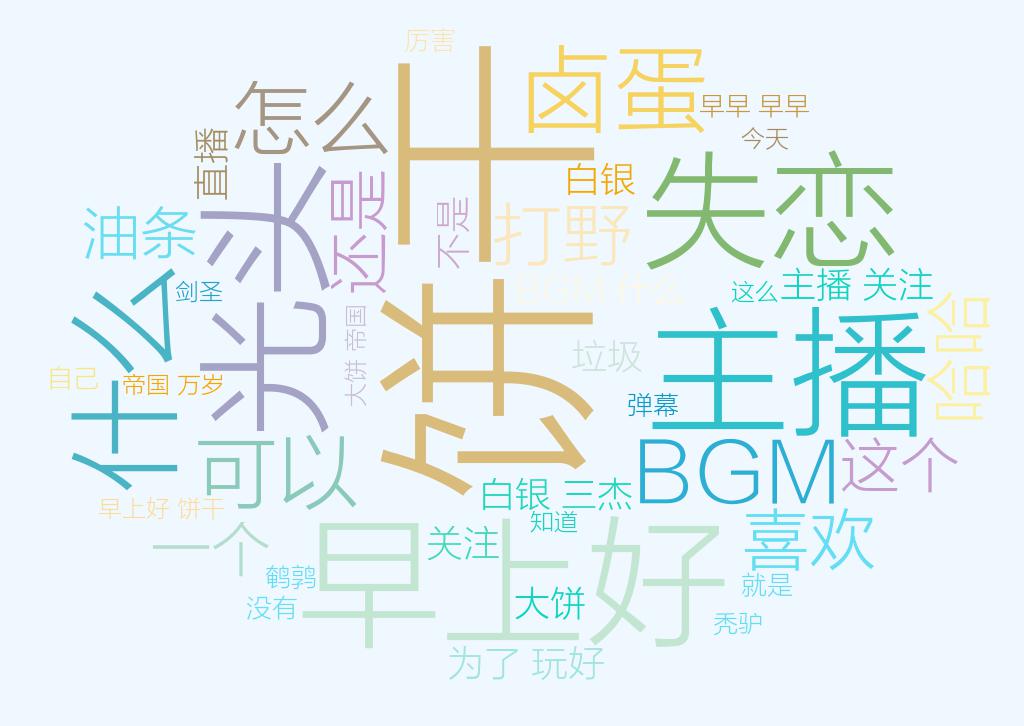 厉害
卤蛋
怎么
早早 早早
今天
直播
饼干
白银
失恋
光头
还是
不是
打野
油条
主播 关注
这么
剑圣
什么
哈哈
主播
大饼 帝国
垃圾
自己
帝国 万岁
弹幕
BGM
这个
可以
白银 三杰
早上好 饼干
知道
喜欢
一个
关注
早上好
鹌鹑
没有
大饼
就是
秃驴
为了 玩好